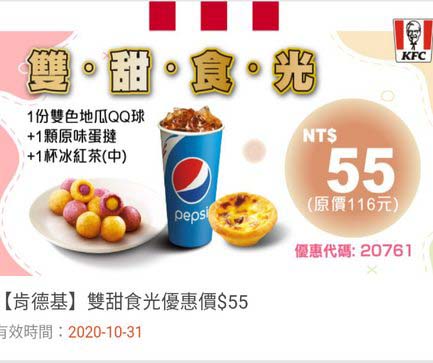 KFC
雙・甜・食・光
1份雙色地瓜QQ球
+1顆原味蛋撻
+1杯冰紅茶(中)
pepsi
NT$
55
(原價116元)
優惠代碼: 20761
【肯德基】雙甜食光優惠價$55
有效時間：2020-10-31